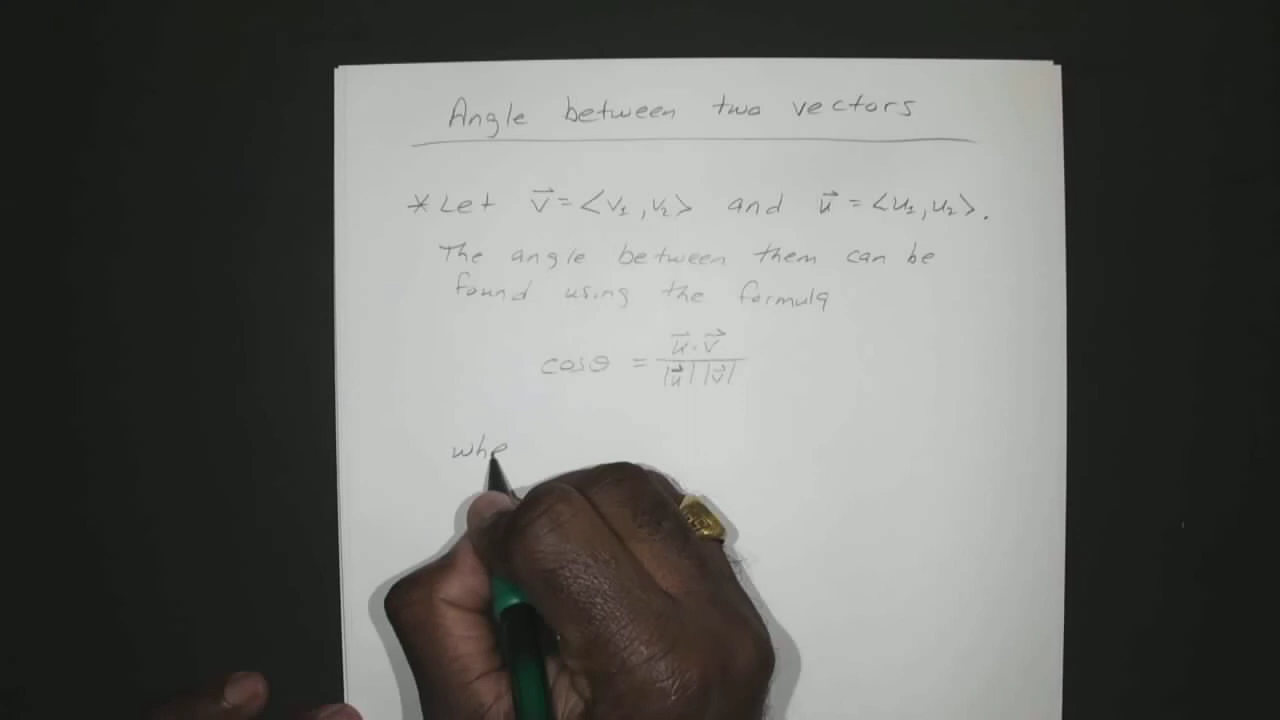 Angle between two vectors
*Let v⃗ = <v₁, v₂> and u⃗ = <u₁, u₂>.
The angle between them can be
found using the formula
cosθ = u⃗·v⃗ / |u⃗| |v⃗|
whe